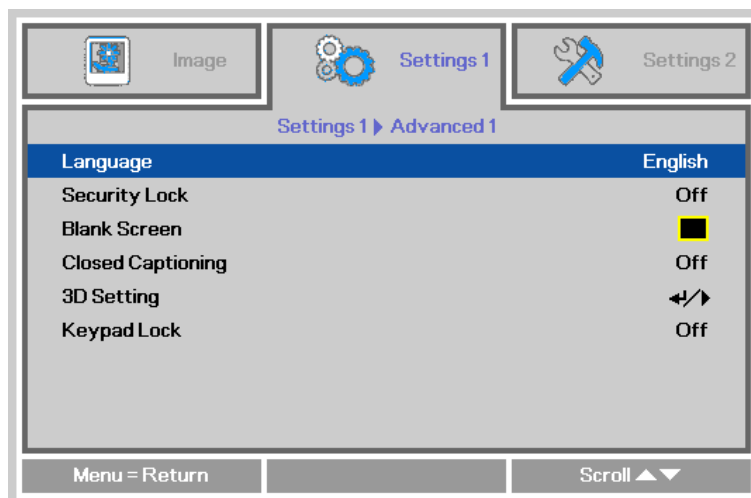 Image
Settings 1
Settings 2
Settings 1 Advanced 1
Language English
Security Lock Off
Blank Screen
Closed Captioning Off
3D Setting
Keypad Lock Off
Menu = Return
Scroll